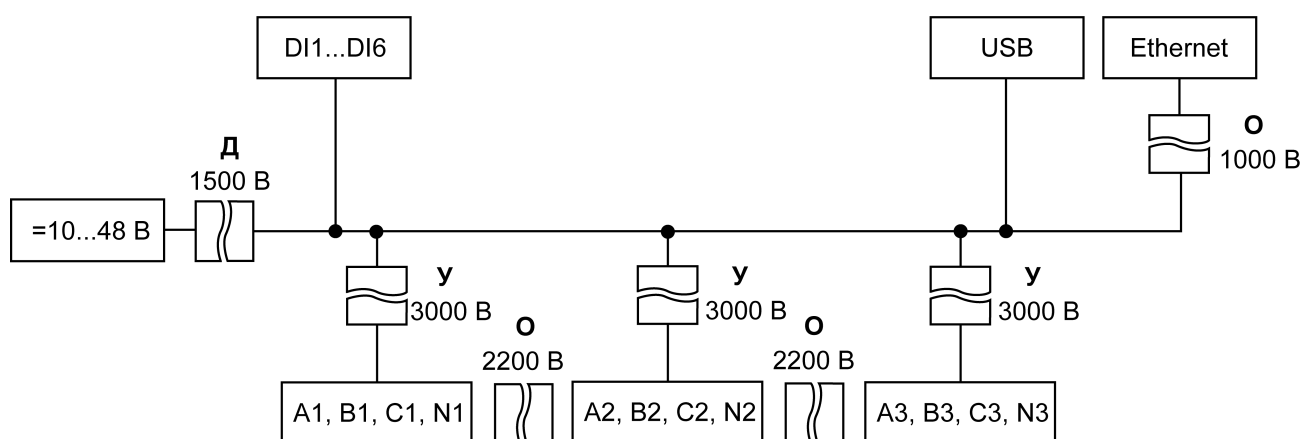 DI1...DI6
USB
Ethernet
Д
1500 В
О
1000 В
=10...48 В
У
3000 В
О
2200 В
У
3000 В
О
2200 В
У
3000 В
A1, B1, C1, N1
A2, B2, C2, N2
A3, B3, C3, N3